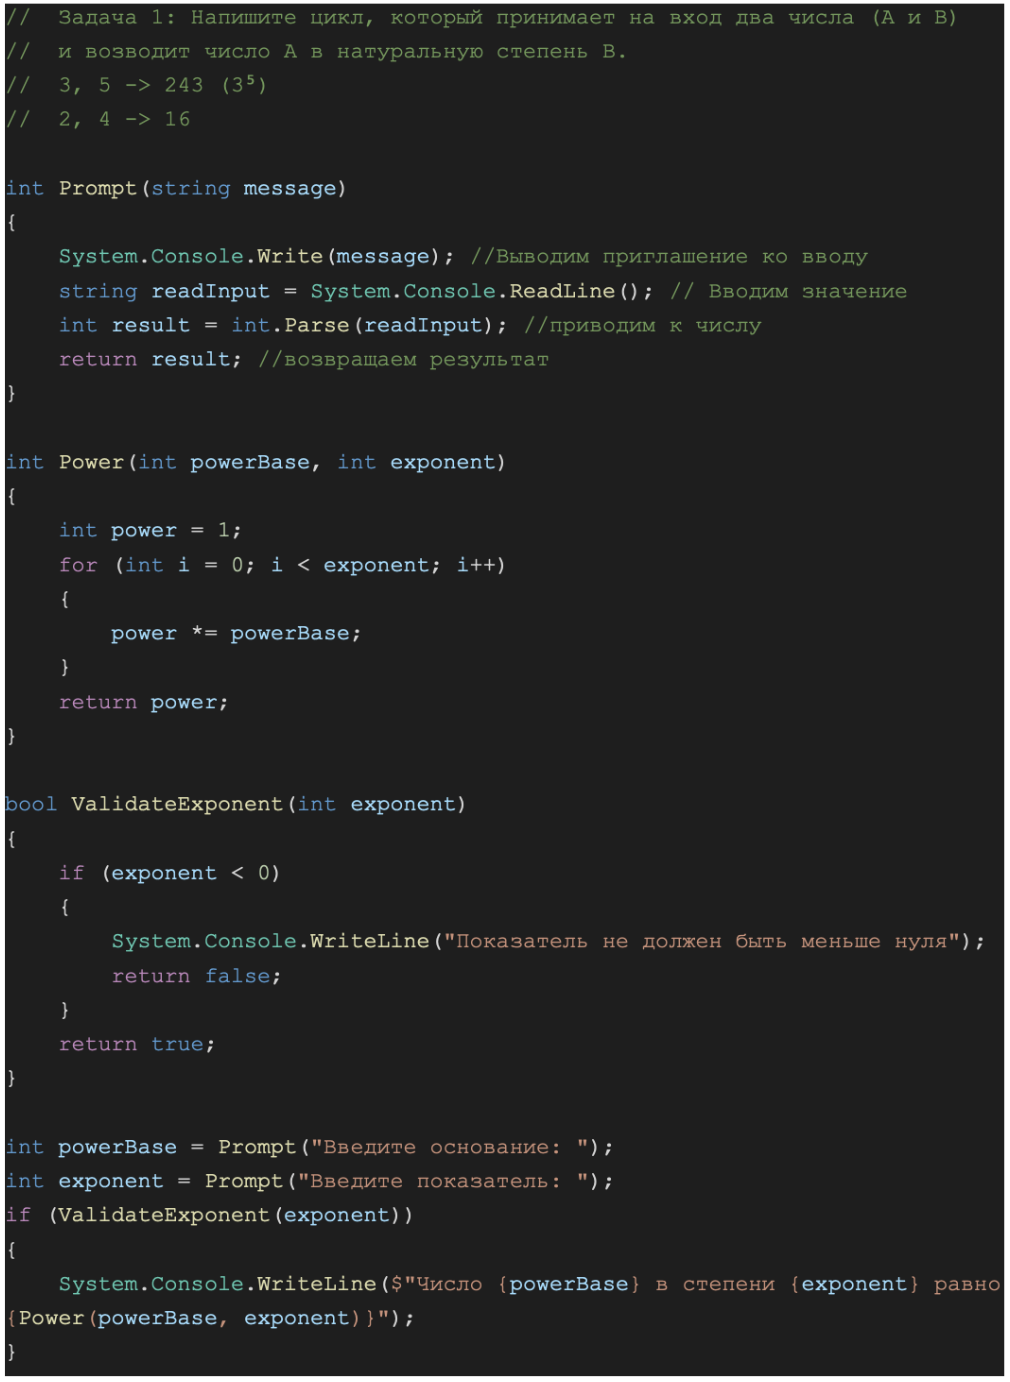 //  Задача 1: Напишите цикл, который принимает на вход два числа (A и B)
//  и возводит число A в натуральную степень B.
//  3, 5 -> 243 (3⁵)
//  2, 4 -> 16
int Prompt(string message)
{
    System.Console.Write(message); //Выводим приглашение ко вводу
    string readInput = System.Console.ReadLine(); // Вводим значение
    int result = int.Parse(readInput); //приводим к числу
    return result; //возвращаем результат
}
int Power(int powerBase, int exponent)
{
    int power = 1;
    for (int i = 0; i < exponent; i++)
    {
        power *= powerBase;
    }
    return power;
}
bool ValidateExponent(int exponent)
{
    if (exponent < 0)
    {
        System.Console.WriteLine("Показатель не должен быть меньше нуля");
        return false;
    }
    return true;
}
int powerBase = Prompt("Введите основание: ");
int exponent = Prompt("Введите показатель: ");
if (ValidateExponent(exponent))
{
    System.Console.WriteLine($"Число {powerBase} в степени {exponent} равно
{Power(powerBase, exponent)}");
}